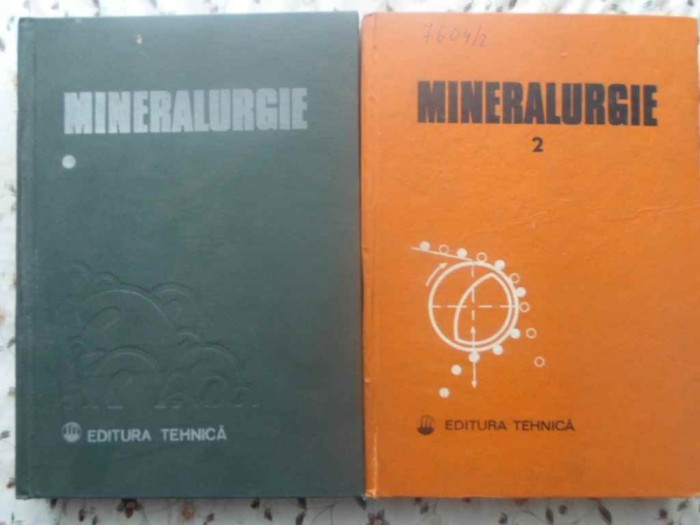 MINERALURGIE
EDITURA TEHNICĂ
7604/2
MINERALURGIE
2
EDITURA TEHNICĂ